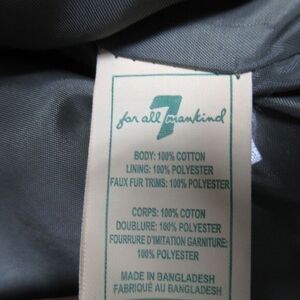 7
for all mankind
BODY: 100% COTTON
LINING: 100% POLYESTER
FAUX FUR TRIMS: 100% POLYESTER
CORPS: 100% COTON
DOUBLURE: 100% POLYESTER
FOURRURE D'IMITATION GARNITURE:
100% POLYESTER
MADE IN BANGLADESH
FABRIQUÉ AU BANGLADESH